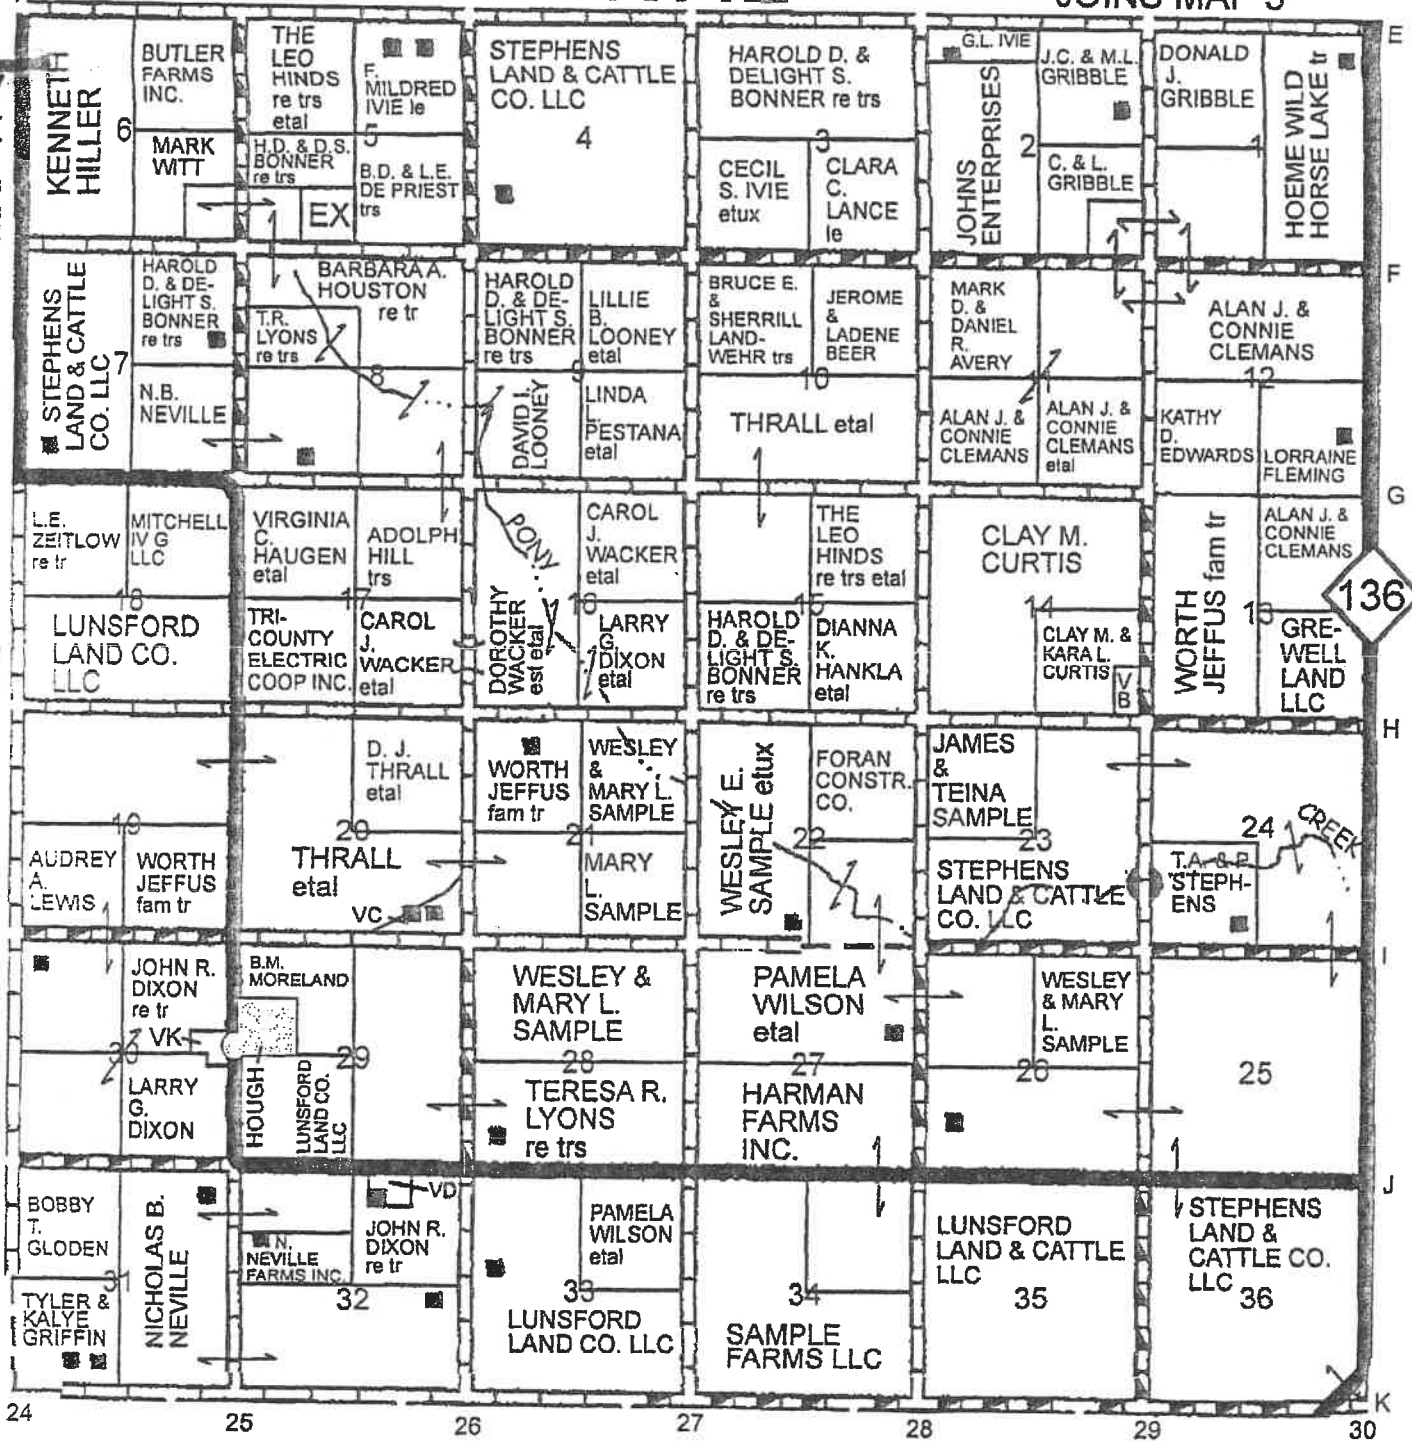 JOINS MAP 3
E
KENNETH
HILLER
6
BUTLER
FARMS
INC.
MARK
WITT
THE
LEO
HINDS
re trs
etal
F.
MILDRED
IVIE le
5
H.D. & D.S.
BONNER
re trs
B.D. & L.E.
DE PRIEST
trs
EX
STEPHENS
LAND & CATTLE
CO. LLC
4
HAROLD D. &
DELIGHT S.
BONNER re trs
3
CECIL
S. IVIE
etux
CLARA
C.
LANCE
le
G.L. IVIE
JOHNS
ENTERPRISES
2
J.C. & M.L.
GRIBBLE
C. & L.
GRIBBLE
DONALD
J.
GRIBBLE
1
HOEME WILD
HORSE LAKE tr
F
STEPHENS
LAND & CATTLE
CO. LLC
7
HAROLD
D. & DE-
LIGHT S.
BONNER
re trs
N.B.
NEVILLE
BARBARA A.
HOUSTON
re tr
T.R.
LYONS
re trs
8
HAROLD
D. & DE-
LIGHT S.
BONNER
re trs
LILLIE
B.
LOONEY
etal
9
DAVID I.
LOONEY
LINDA
L.
PESTANA
etal
BRUCE E.
&
SHERRILL
LAND-
WEHR trs
JEROME
&
LADENE
BEER
10
THRALL etal
MARK
D. &
DANIEL
R.
AVERY
11
ALAN J. &
CONNIE
CLEMANS
ALAN J. &
CONNIE
CLEMANS
etal
ALAN J. &
CONNIE
CLEMANS
12
KATHY
D.
EDWARDS
LORRAINE
FLEMING
G
L.E.
ZEITLOW
re tr
MITCHELL
IV G
LLC
18
LUNSFORD
LAND CO.
LLC
VIRGINIA
C.
HAUGEN
etal
ADOLPH
HILL
trs
17
TRI-
COUNTY
ELECTRIC
COOP INC.
CAROL
J.
WACKER
etal
PONY
CAROL
J.
WACKER
etal
16
DOROTHY
WACKER
est etal
LARRY
G.
DIXON
etal
THE
LEO
HINDS
re trs etal
15
HAROLD
D. & DE-
LIGHT S.
BONNER
re trs
DIANNA
K.
HANKLA
etal
CLAY M.
CURTIS
14
CLAY M. &
KARA L.
CURTIS
V
B
WORTH
JEFFUS fam tr
ALAN J. &
CONNIE
CLEMANS
13
GRE-
WELL
LAND
LLC
136
H
19
AUDREY
A.
LEWIS
WORTH
JEFFUS
fam tr
D. J.
THRALL
etal
20
THRALL
etal
VC
WORTH
JEFFUS
fam tr
WESLEY
&
MARY L.
SAMPLE
21
MARY
L.
SAMPLE
WESLEY E.
SAMPLE etux
FORAN
CONSTR.
CO.
22
JAMES
&
TEINA
SAMPLE
23
STEPHENS
LAND & CATTLE
CO. LLC
24
CREEK
T.A. & P.
STEPH-
ENS
I
JOHN R.
DIXON
re tr
VK
30
LARRY
G.
DIXON
B.M.
MORELAND
29
HOUGH
LUNSFORD
LAND CO.
LLC
WESLEY &
MARY L.
SAMPLE
28
TERESA R.
LYONS
re trs
PAMELA
WILSON
etal
27
HARMAN
FARMS
INC.
WESLEY
& MARY
L.
SAMPLE
26
25
J
BOBBY
T.
GLODEN
31
TYLER &
KALYE
GRIFFIN
NICHOLAS B.
NEVILLE
N.
NEVILLE
FARMS INC.
VD
JOHN R.
DIXON
re tr
32
PAMELA
WILSON
etal
33
LUNSFORD
LAND CO. LLC
34
SAMPLE
FARMS LLC
LUNSFORD
LAND & CATTLE
LLC
35
STEPHENS
LAND &
CATTLE CO.
LLC
36
K
24 25 26 27 28 29 30